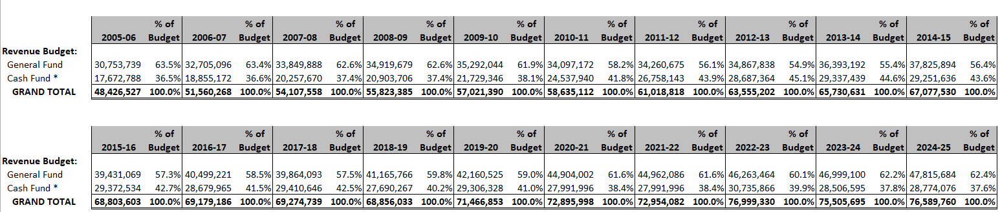 % of % of % of % of % of % of % of % of % of % of
2005-06 Budget 2006-07 Budget 2007-08 Budget 2008-09 Budget 2009-10 Budget 2010-11 Budget 2011-12 Budget 2012-13 Budget 2013-14 Budget 2014-15 Budget
Revenue Budget:
General Fund 30,753,739 63.5% 32,705,096 63.4% 33,849,888 62.6% 34,919,679 62.6% 35,292,044 61.9% 34,097,172 58.2% 34,260,675 56.1% 34,867,838 54.9% 36,393,192 55.4% 37,825,894 56.4%
Cash Fund * 17,672,788 36.5% 18,855,172 36.6% 20,257,670 37.4% 20,903,706 37.4% 21,729,346 38.1% 24,537,940 41.8% 26,758,143 43.9% 28,687,364 45.1% 29,337,439 44.6% 29,251,636 43.6%
GRAND TOTAL 48,426,527 100.0% 51,560,268 100.0% 54,107,558 100.0% 55,823,385 100.0% 57,021,390 100.0% 58,635,112 100.0% 61,018,818 100.0% 63,555,202 100.0% 65,730,631 100.0% 67,077,530 100.0%
% of % of % of % of % of % of % of % of % of % of
2015-16 Budget 2016-17 Budget 2017-18 Budget 2018-19 Budget 2019-20 Budget 2020-21 Budget 2021-22 Budget 2022-23 Budget 2023-24 Budget 2024-25 Budget
Revenue Budget:
General Fund 39,431,069 57.3% 40,499,221 58.5% 39,864,093 57.5% 41,165,766 59.8% 42,160,525 59.0% 44,904,002 61.6% 44,962,086 61.6% 46,263,464 60.1% 46,999,100 62.2% 47,815,684 62.4%
Cash Fund * 29,372,534 42.7% 28,679,965 41.5% 29,410,646 42.5% 27,690,267 40.2% 29,306,328 41.0% 27,991,996 38.4% 27,991,996 38.4% 30,735,866 39.9% 28,506,595 37.8% 28,774,076 37.6%
GRAND TOTAL 68,803,603 100.0% 69,179,186 100.0% 69,274,739 100.0% 68,856,033 100.0% 71,466,853 100.0% 72,895,998 100.0% 72,954,082 100.0% 76,999,330 100.0% 75,505,695 100.0% 76,589,760 100.0%